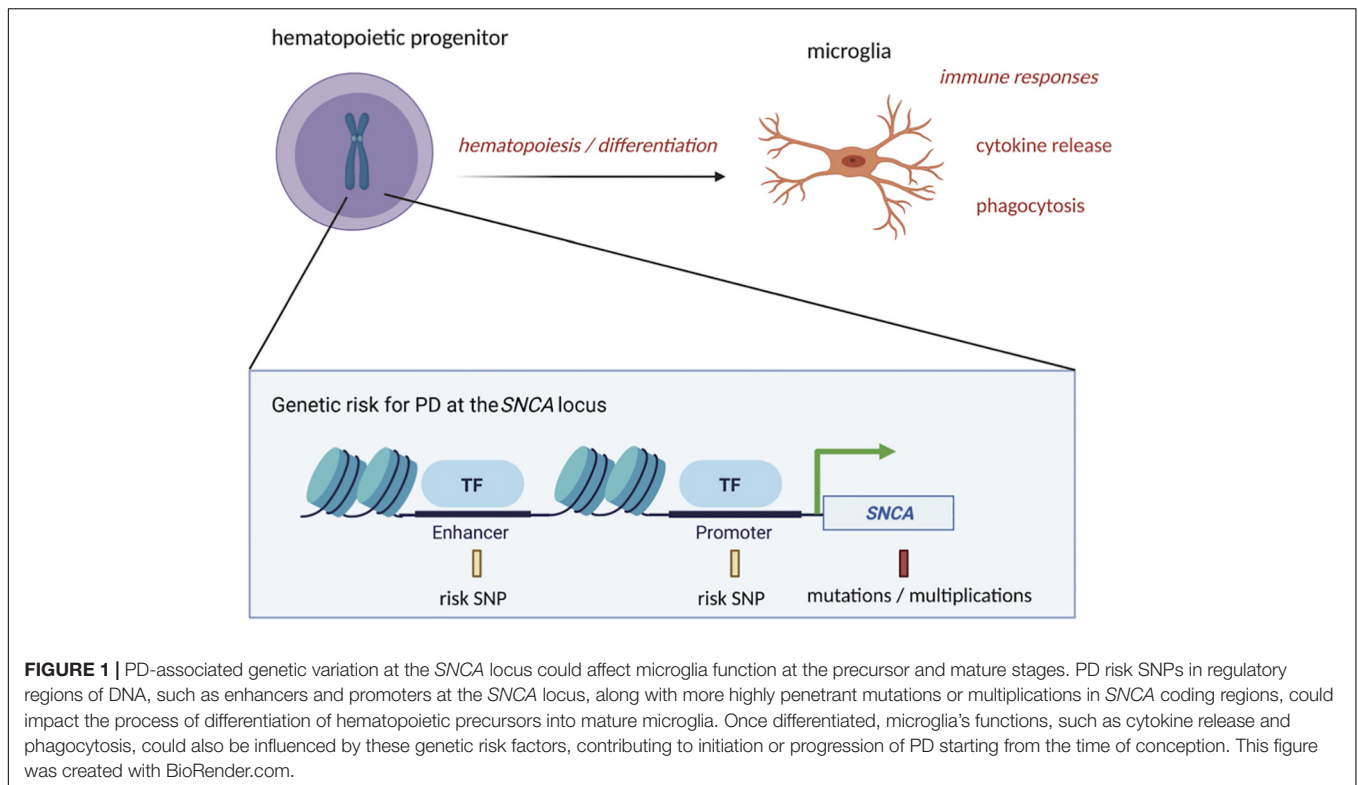 hematopoietic progenitor
microglia
immune responses
hematopoiesis / differentiation
cytokine release
phagocytosis
Genetic risk for PD at the SNCA locus
TF
TF
SNCA
Enhancer
Promoter
risk SNP
risk SNP
mutations / multiplications
FIGURE 1 | PD-associated genetic variation at the SNCA locus could affect microglia function at the precursor and mature stages. PD risk SNPs in regulatory
regions of DNA, such as enhancers and promoters at the SNCA locus, along with more highly penetrant mutations or multiplications in SNCA coding regions, could
impact the process of differentiation of hematopoietic precursors into mature microglia. Once differentiated, microglia's functions, such as cytokine release and
phagocytosis, could also be influenced by these genetic risk factors, contributing to initiation or progression of PD starting from the time of conception. This figure
was created with BioRender.com.